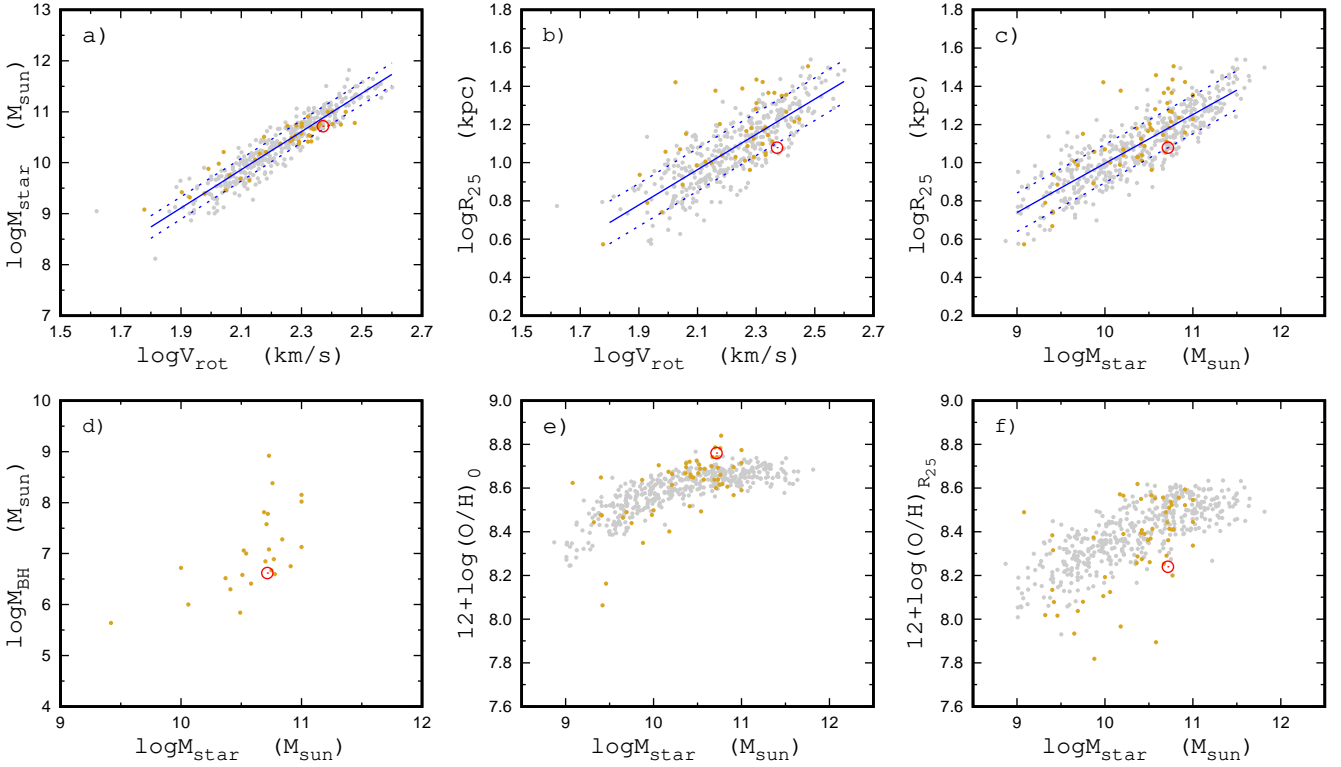 a)
13
12
11
10
9
8
7
logM_star (M_sun)
1.5 1.7 1.9 2.1 2.3 2.5 2.7
logV_rot (km/s)
b)
1.8
1.6
1.4
1.2
1.0
0.8
0.6
0.4
0.2
logR_25 (kpc)
1.5 1.7 1.9 2.1 2.3 2.5 2.7
logV_rot (km/s)
c)
1.8
1.6
1.4
1.2
1.0
0.8
0.6
0.4
0.2
logR_25 (kpc)
9 10 11 12
logM_star (M_sun)
d)
10
9
8
7
6
5
4
logM_BH (M_sun)
9 10 11 12
logM_star (M_sun)
e)
9.0
8.8
8.6
8.4
8.2
8.0
7.8
7.6
12+log(O/H)_0
9 10 11 12
logM_star (M_sun)
f)
9.0
8.8
8.6
8.4
8.2
8.0
7.8
7.6
12+log(O/H)_R_25
9 10 11 12
logM_star (M_sun)